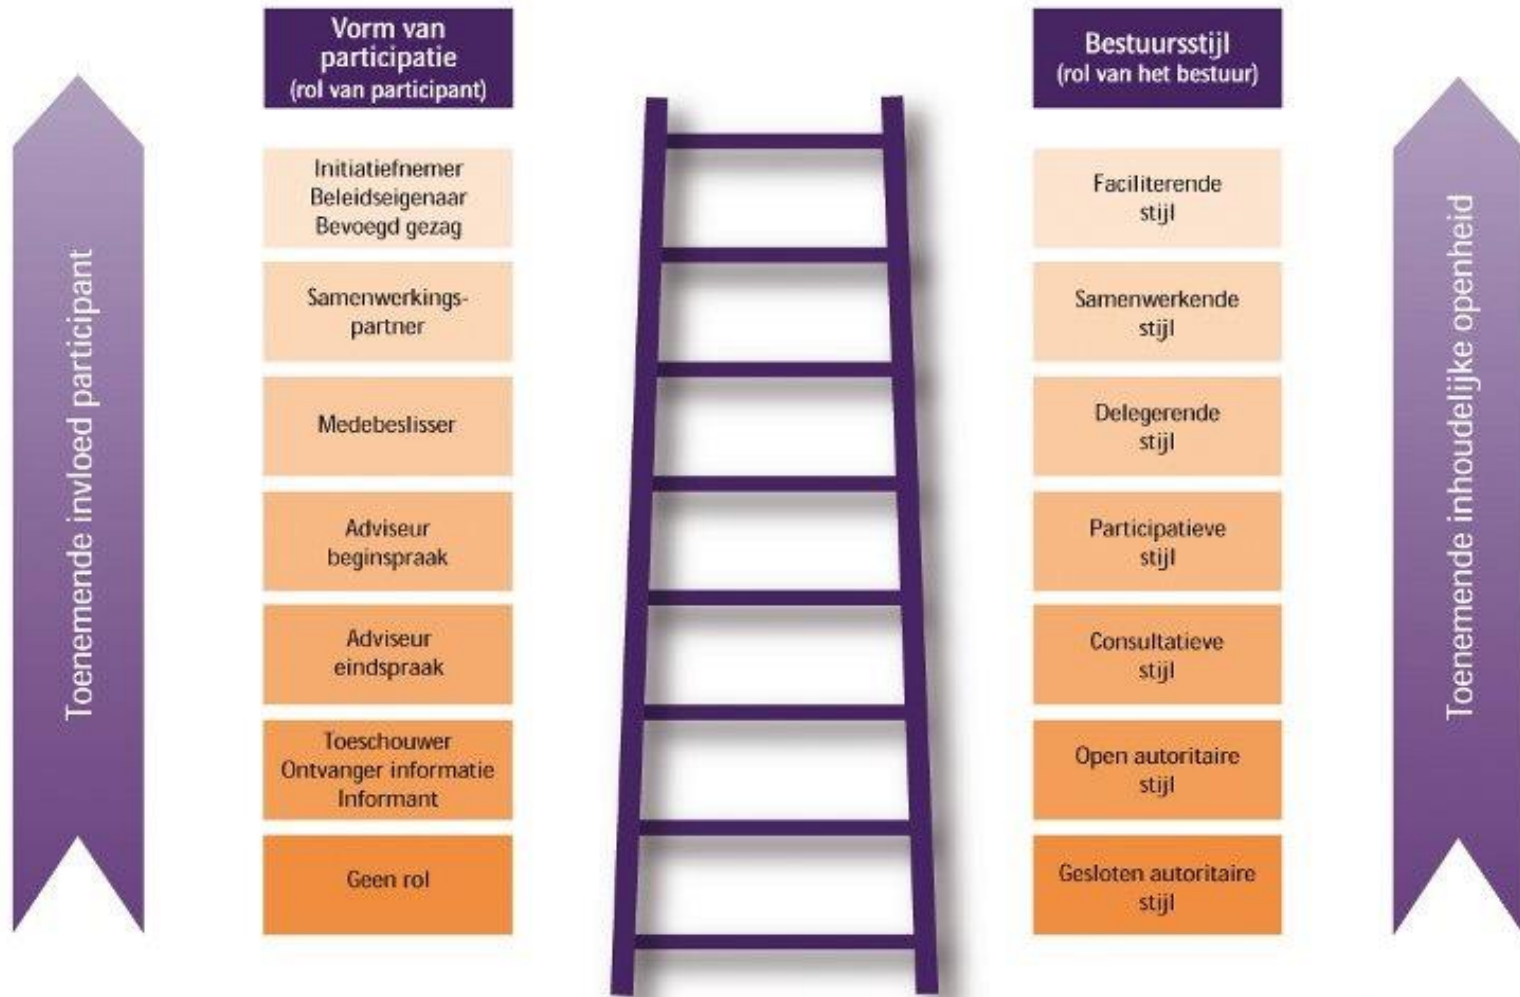 Vorm van
participatie
(rol van participant)
Bestuursstijl
(rol van het bestuur)
Toenemende invloed participant
Initiatiefnemer
Beleidseigenaar
Bevoegd gezag
Faciliterende
stijl
Samenwerkings-
partner
Samenwerkende
stijl
Medebeslisser
Delegerende
stijl
Adviseur
beginspraak
Participatieve
stijl
Adviseur
eindspraak
Consultatieve
stijl
Toeschouwer
Ontvanger informatie
Informant
Open autoritaire
stijl
Geen rol
Gesloten autoritaire
stijl
Toenemende inhoudelijke openheid